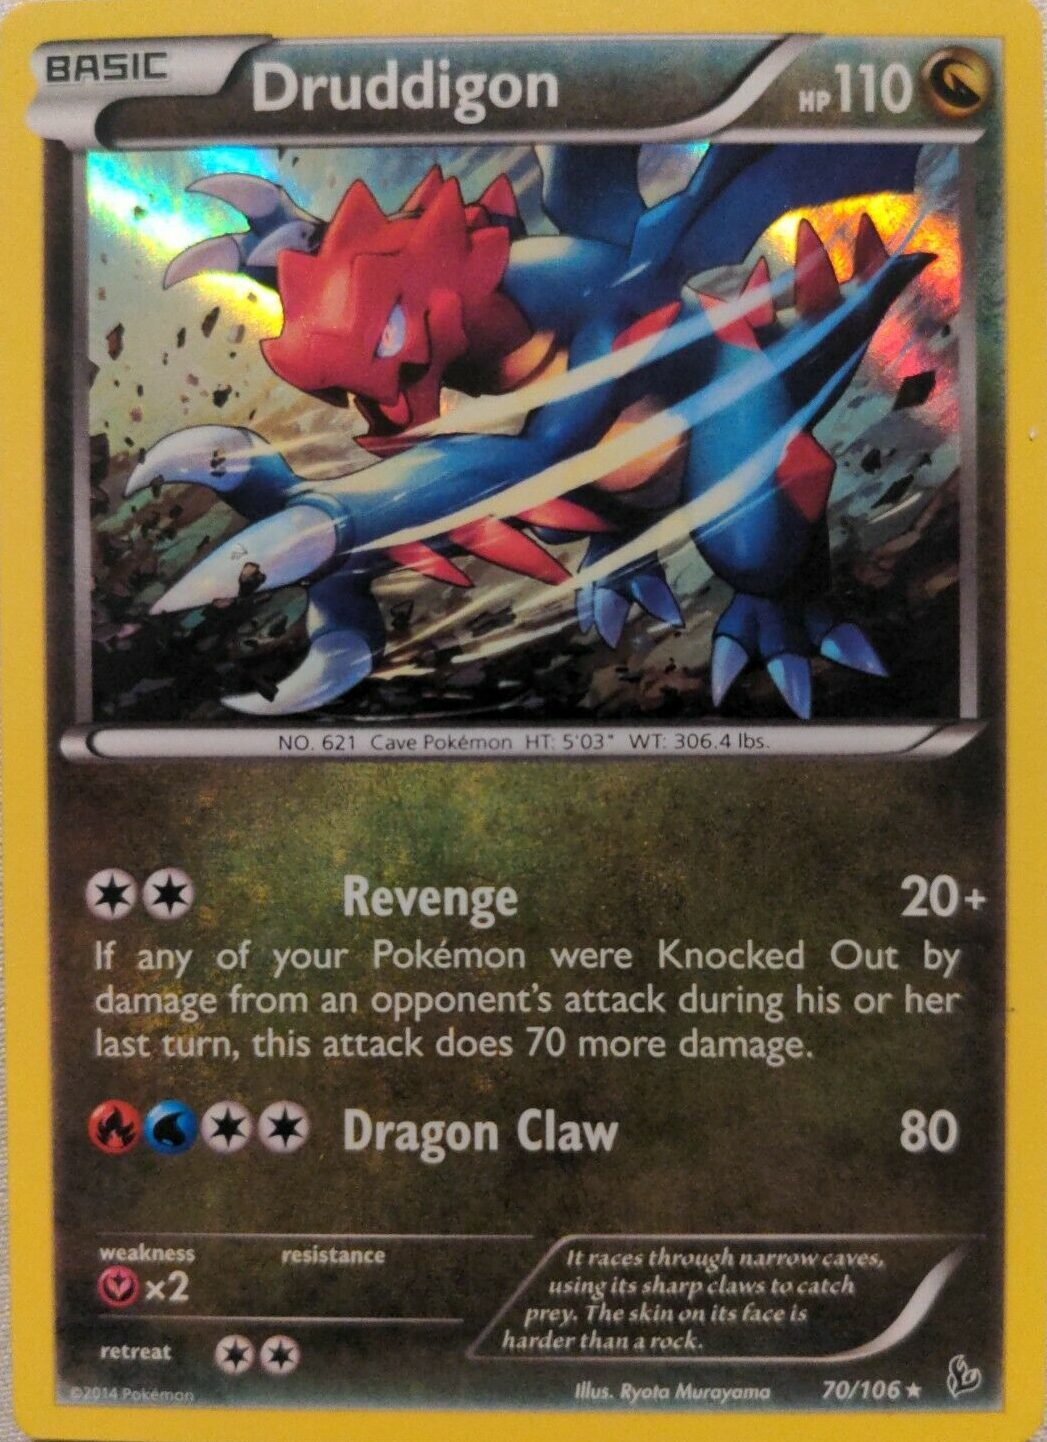 BASIC
Druddigon
HP110
NO. 621 Cave Pokémon HT: 5'03" WT: 306.4 lbs.
Revenge 20+
If any of your Pokémon were Knocked Out by
damage from an opponent's attack during his or her
last turn, this attack does 70 more damage.
Dragon Claw 80
weakness resistance
×2
It races through narrow caves,
using its sharp claws to catch
prey. The skin on its face is
harder than a rock.
retreat
©2014 Pokémon
Illus. Ryota Murayama
70/106 ★